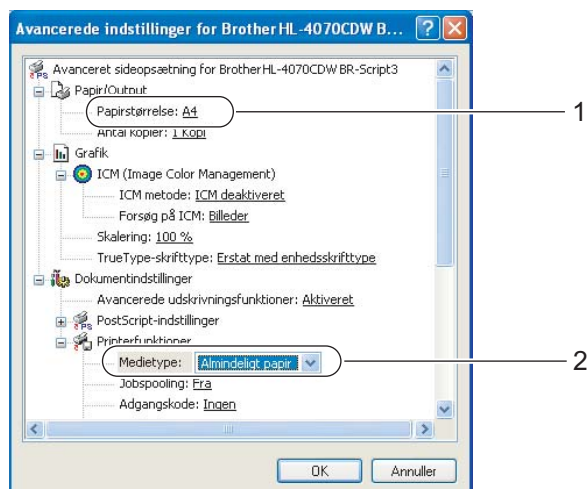 Avancerede indstillinger for Brother HL-4070CDW B...
Avanceret sideopsætning for Brother HL-4070CDW BR-Script3
Papir/Output
Papirstørrelse: A4
1
Antal kopier: 1 Kopi
Grafik
ICM (Image Color Management)
ICM metode: ICM deaktiveret
Forsøg på ICM: Billeder
Skalering: 100 %
TrueType-skrifttype: Erstat med enhedsskrifttype
Dokumentindstillinger
Avancerede udskrivningsfunktioner: Aktiveret
PostScript-indstillinger
Printerfunktioner
Medietype: Almindeligt papir
2
Jobspooling: Fra
Adgangskode: Ingen
OK Annuller